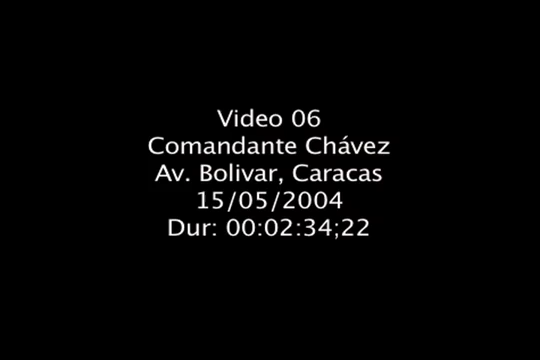 Video 06
Comandante Chávez
Av. Bolivar, Caracas
15/05/2004
Dur: 00:02:34;22